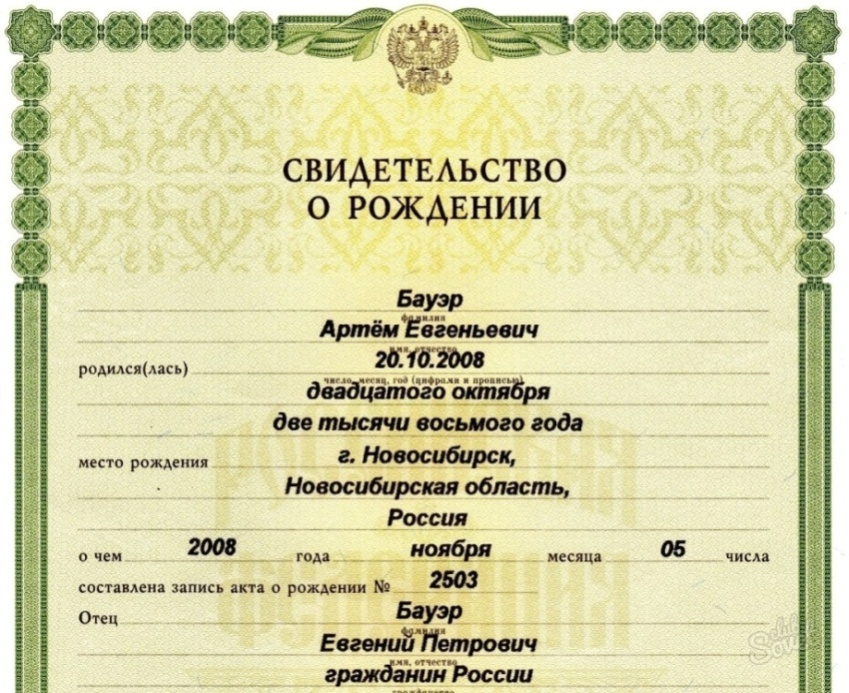 СВИДЕТЕЛЬСТВО
О РОЖДЕНИИ
Бауэр
фамилия
Артём Евгеньевич
имя, отчество
родился(лась) 20.10.2008
число, месяц, год (цифрами и прописью)
двадцатого октября
две тысячи восьмого года
место рождения г. Новосибирск,
Новосибирская область,
Россия
о чем 2008 года ноября месяца 05 числа
составлена запись акта о рождении № 2503
Отец Бауэр
фамилия
Евгений Петрович
имя, отчество
гражданин России
гражданство